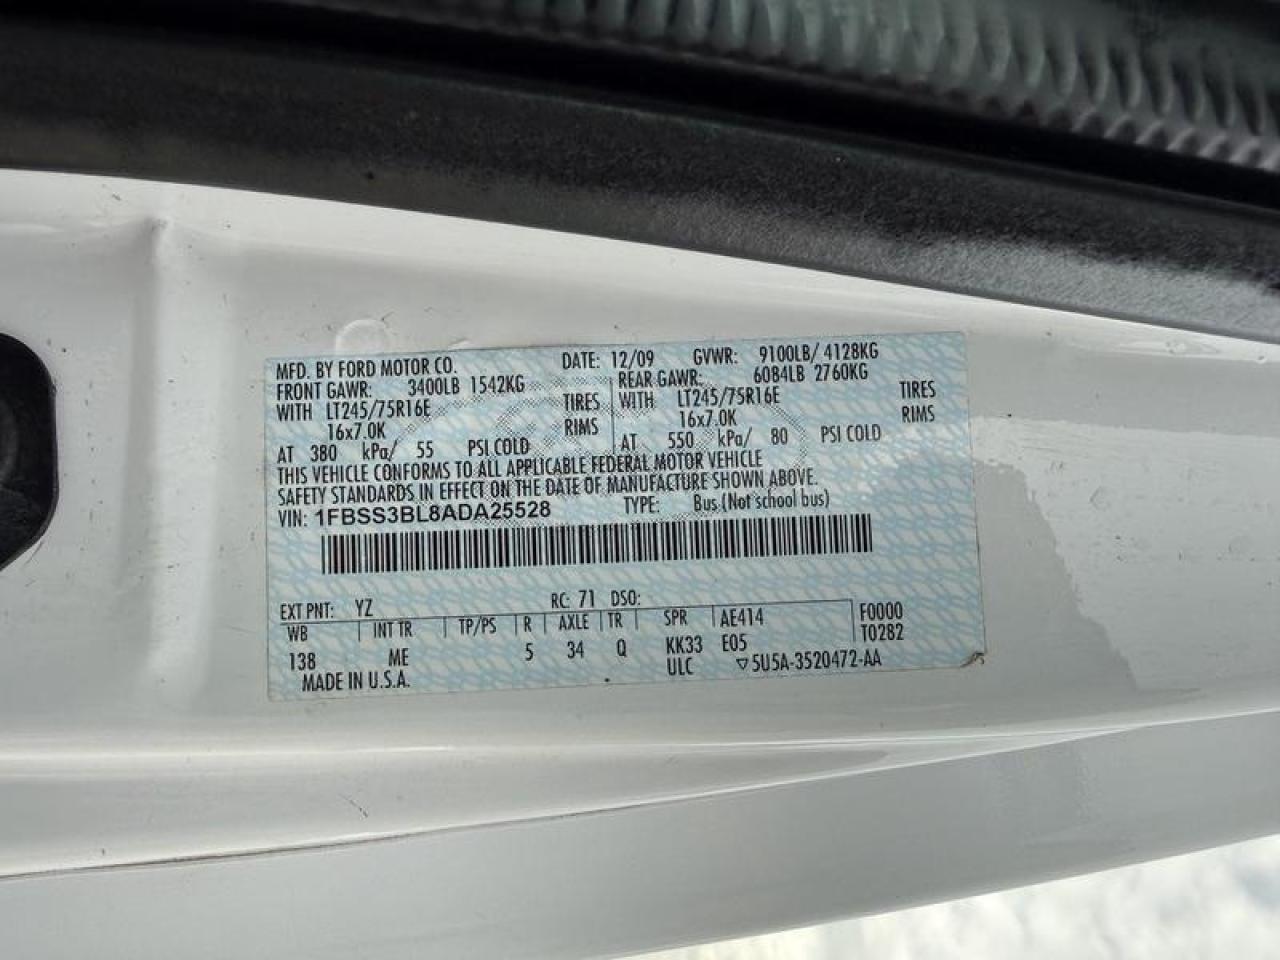 MFD. BY FORD MOTOR CO. DATE: 12/09 GVWR: 9100LB/ 4128KG
FRONT GAWR: 3400LB 1542KG REAR GAWR: 6084LB 2760KG
WITH LT245/75R16E TIRES WITH LT245/75R16E TIRES
16x7.0K RIMS 16x7.0K RIMS
AT 380 kPa/ 55 PSI COLD AT 550 kPa/ 80 PSI COLD
THIS VEHICLE CONFORMS TO ALL APPLICABLE FEDERAL MOTOR VEHICLE
SAFETY STANDARDS IN EFFECT ON THE DATE OF MANUFACTURE SHOWN ABOVE.
VIN: 1FBSS3BL8ADA25528 TYPE: Bus (Not school bus)
EXT PNT: YZ RC: 71 DSO:
WB INT TR TP/PS R AXLE TR SPR AE414 F0000
138 ME 5 34 Q KK33 E05 T0282
MADE IN U.S.A. ULC ▽5U5A-3520472-AA